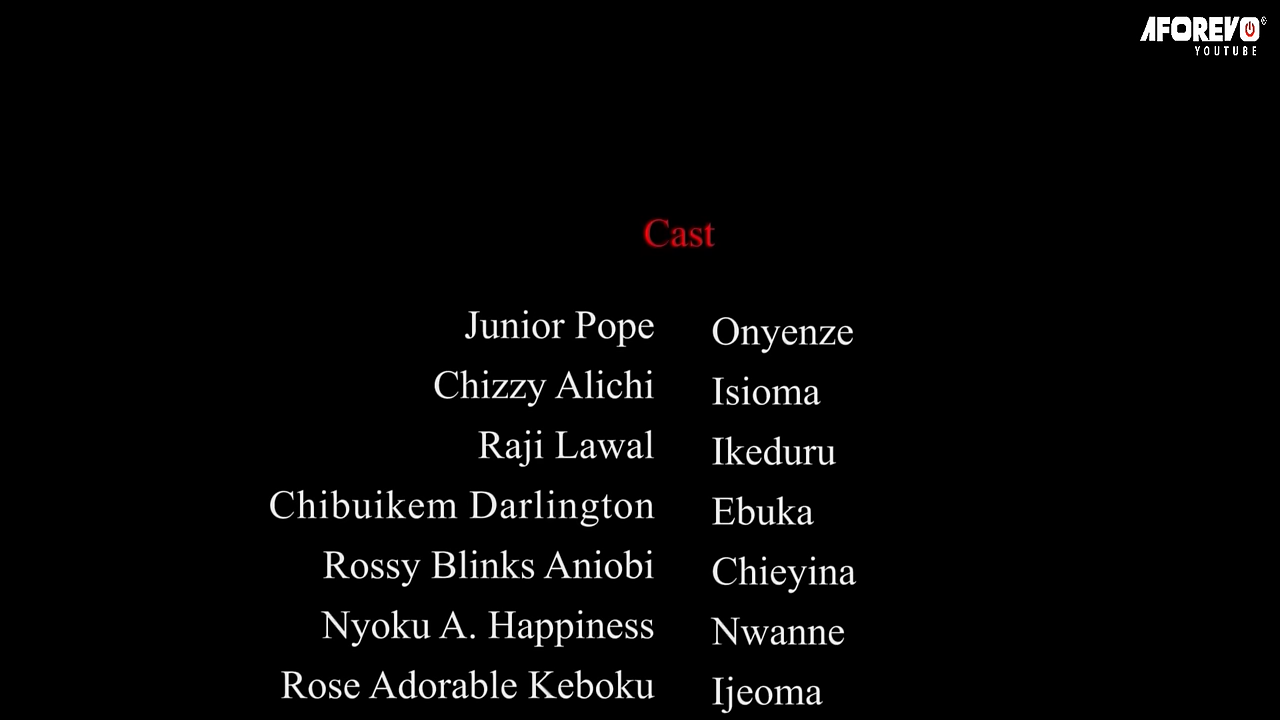 AFOREVO©
YOUTUBE
Cast
Junior Pope Onyenze
Chizzy Alichi Isioma
Raji Lawal Ikeduru
Chibuikem Darlington Ebuka
Rossy Blinks Aniobi Chieyina
Nyoku A. Happiness Nwanne
Rose Adorable Keboku Ijeoma